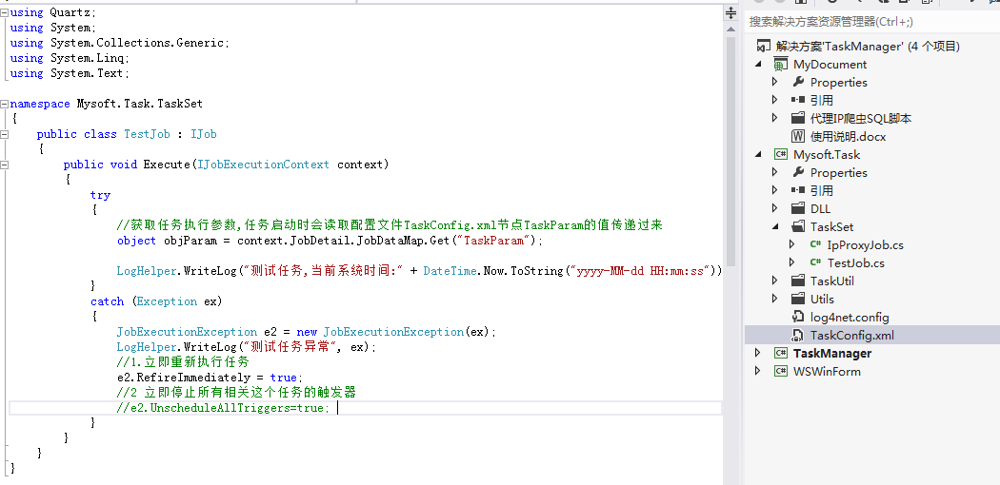 using Quartz;
using System;
using System.Collections.Generic;
using System.Linq;
using System.Text;
namespace Mysoft.Task.TaskSet
{
public class TestJob : IJob
{
public void Execute(IJobExecutionContext context)
{
try
{
//获取任务执行参数,任务启动时会读取配置文件TaskConfig.xml节点TaskParam的值传递过来
object objParam = context.JobDetail.JobDataMap.Get("TaskParam");
LogHelper.WriteLog("测试任务,当前系统时间:" + DateTime.Now.ToString("yyyy-MM-dd HH:mm:ss"))
}
catch (Exception ex)
{
JobExecutionException e2 = new JobExecutionException(ex);
LogHelper.WriteLog("测试任务异常", ex);
//1.立即重新执行任务
e2.RefireImmediately = true;
//2 立即停止所有相关这个任务的触发器
//e2.UnscheduleAllTriggers=true;
}
}
}
}
搜索解决方案资源管理器(Ctrl+;)
解决方案'TaskManager' (4 个项目)
MyDocument
Properties
引用
代理IP爬虫SQL脚本
使用说明.docx
Mysoft.Task
Properties
引用
DLL
TaskSet
IpProxyJob.cs
TestJob.cs
TaskUtil
Utils
log4net.config
TaskConfig.xml
TaskManager
WSWinForm